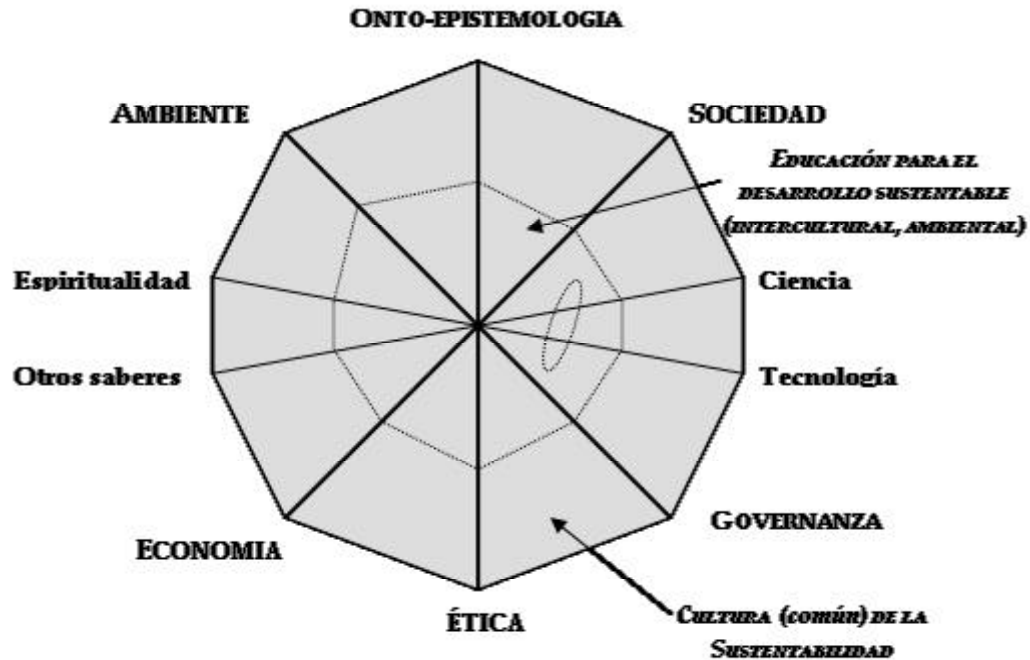 ONTO-EPISTEMOLOGIA
AMBIENTE
SOCIEDAD
EDUCACIÓN PARA EL
DESARROLLO SUSTENTABLE
(INTERCULTURAL, AMBIENTAL)
Espiritualidad
Ciencia
Otros saberes
Tecnología
GOVERNANZA
ECONOMIA
ÉTICA
CULTURA (común) DE LA
SUSTENTABILIDAD